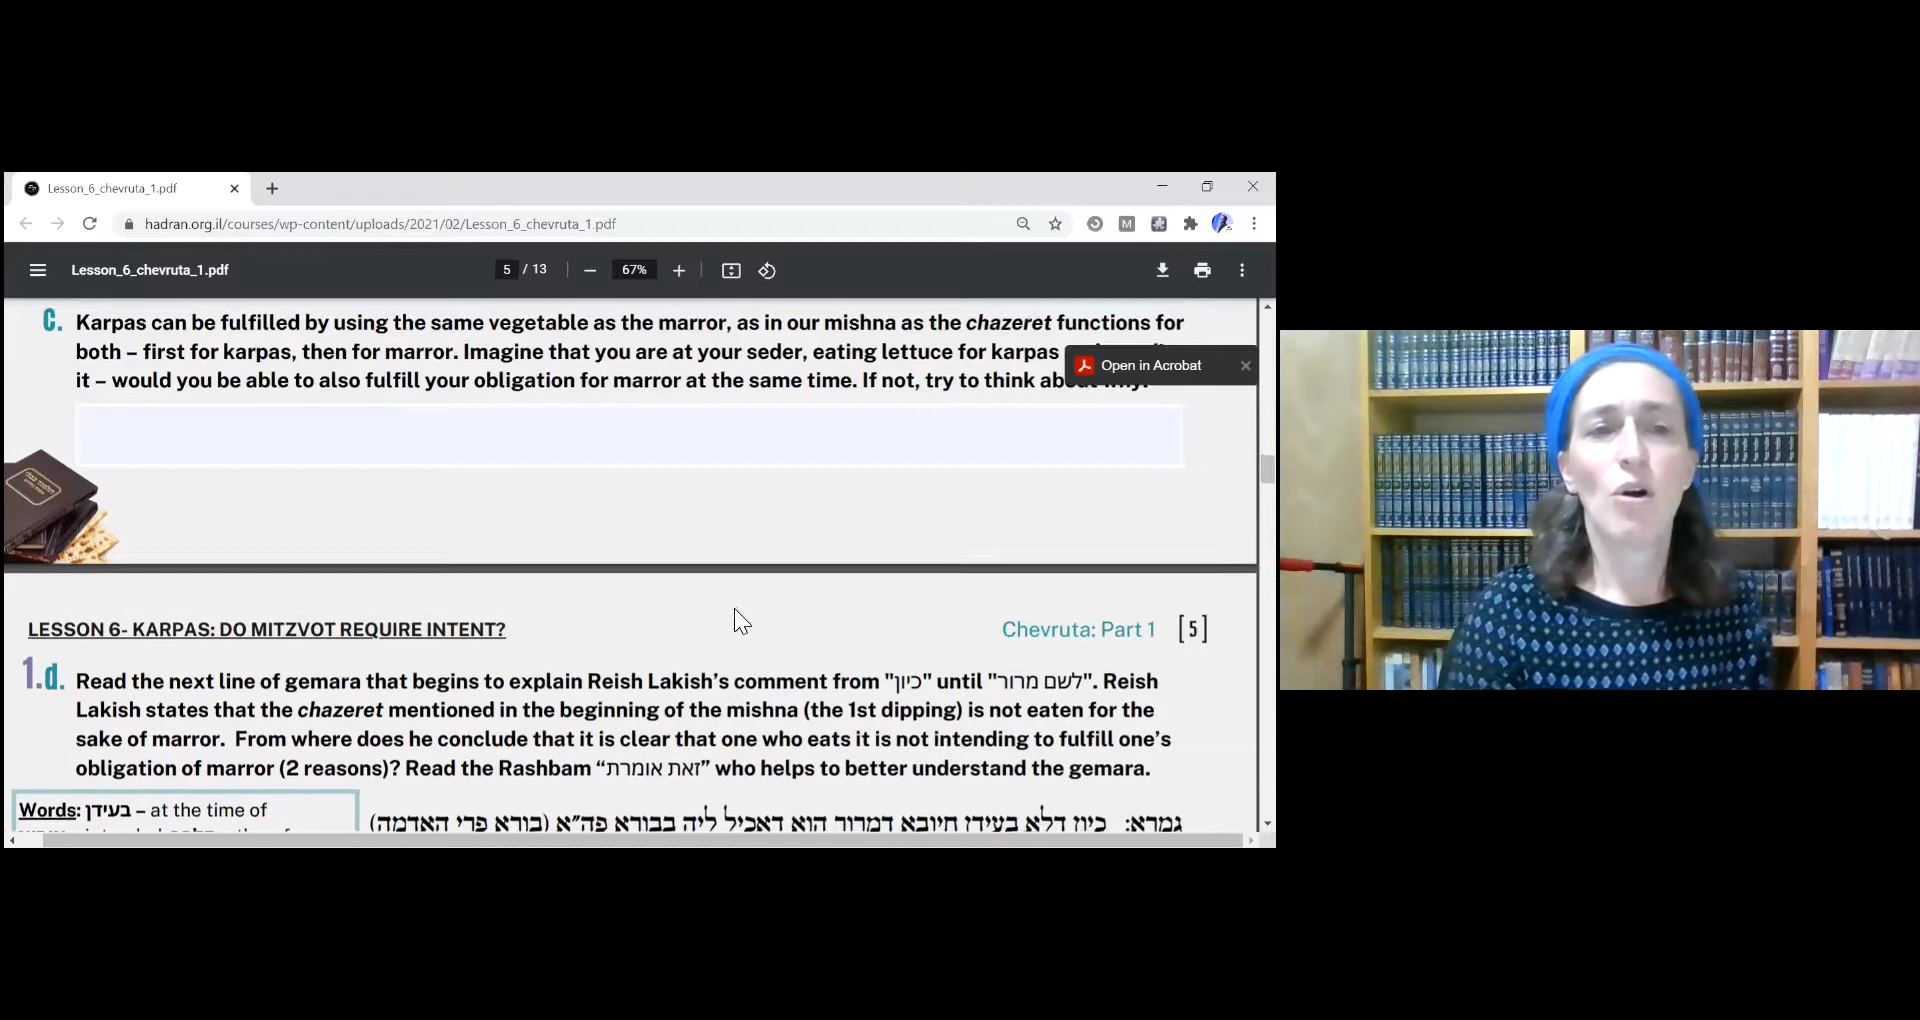 Lesson_6_chevruta_1.pdf
hadran.org.il/courses/wp-content/uploads/2021/02/Lesson_6_chevruta_1.pdf
M
Lesson_6_chevruta_1.pdf
5 / 13
67%
C. Karpas can be fulfilled by using the same vegetable as the marror, as in our mishna as the chazeret functions for
both – first for karpas, then for marror. Imagine that you are at your seder, eating lettuce for karpas
Open in Acrobat
it – would you be able to also fulfill your obligation for marror at the same time. If not, try to think about why.
LESSON 6- KARPAS: DO MITZVOT REQUIRE INTENT?
Chevruta: Part 1 [5]
1.d. Read the next line of gemara that begins to explain Reish Lakish’s comment from "כיון" until "לשם מרור". Reish
Lakish states that the chazeret mentioned in the beginning of the mishna (the 1st dipping) is not eaten for the
sake of marror. From where does he conclude that it is clear that one who eats it is not intending to fulfill one’s
obligation of marror (2 reasons)? Read the Rashbam “זאת אומרת” who helps to better understand the gemara.
Words: בעידן – at the time of
גמרא: כיון דלא בעידן חיובא דמרור הוא דאכיל ליה בבורא פה״א (בורא פרי האדמה)